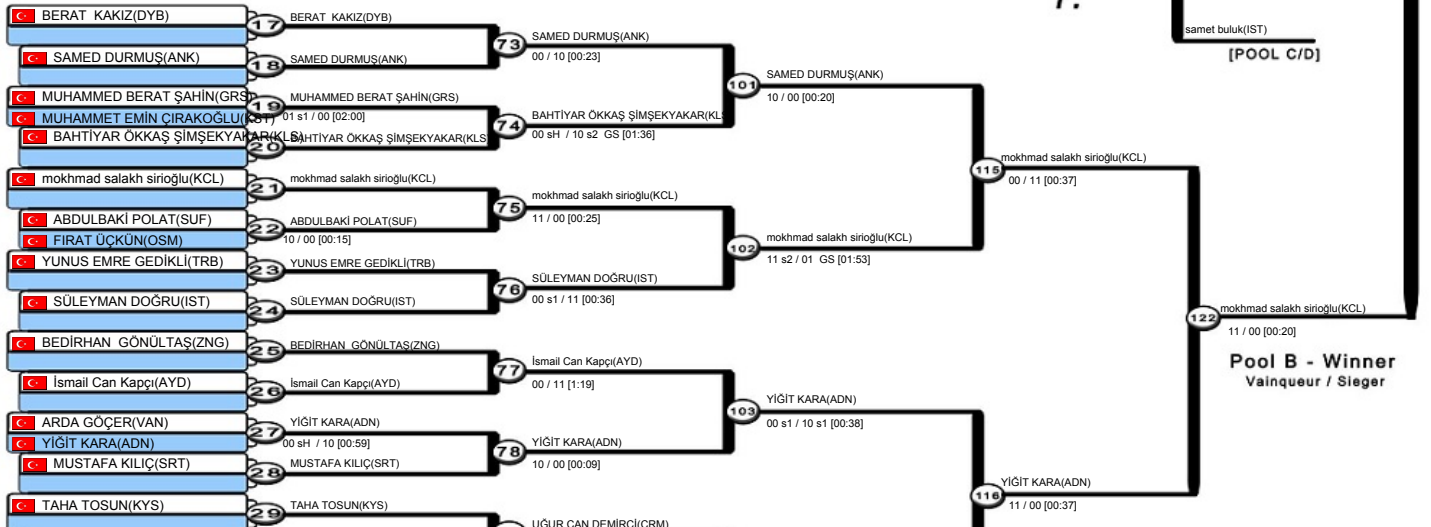 BERAT KAKIZ(DYB)
17
BERAT KAKIZ(DYB)
SAMED DURMUŞ(ANK)
18
SAMED DURMUŞ(ANK)
73
SAMED DURMUŞ(ANK)
00 / 10 [00:23]
MUHAMMED BERAT ŞAHİN(GRS)
MUHAMMET EMİN ÇIRAKOĞLU(KST)
19
MUHAMMED BERAT ŞAHİN(GRS)
01 s1 / 00 [02:00]
BAHTİYAR ÖKKAŞ ŞİMŞEKYAKAR(KLS)
20
BAHTİYAR ÖKKAŞ ŞİMŞEKYAKAR(KLS
74
BAHTİYAR ÖKKAŞ ŞİMŞEKYAKAR(KLS
00 sH / 10 s2 GS [01:36]
101
SAMED DURMUŞ(ANK)
10 / 00 [00:20]
mokhmad salakh sirioğlu(KCL)
21
mokhmad salakh sirioğlu(KCL)
ABDULBAKİ POLAT(SUF)
FIRAT ÜÇKÜN(OSM)
22
ABDULBAKİ POLAT(SUF)
10 / 00 [00:15]
75
mokhmad salakh sirioğlu(KCL)
11 / 00 [00:25]
YUNUS EMRE GEDİKLİ(TRB)
23
YUNUS EMRE GEDİKLİ(TRB)
SÜLEYMAN DOĞRU(IST)
24
SÜLEYMAN DOĞRU(IST)
76
SÜLEYMAN DOĞRU(IST)
00 s1 / 11 [00:36]
102
mokhmad salakh sirioğlu(KCL)
11 s2 / 01 GS [01:53]
115
mokhmad salakh sirioğlu(KCL)
00 / 11 [00:37]
BEDİRHAN GÖNÜLTAŞ(ZNG)
25
BEDİRHAN GÖNÜLTAŞ(ZNG)
İsmail Can Kapçı(AYD)
26
İsmail Can Kapçı(AYD)
77
İsmail Can Kapçı(AYD)
00 / 11 [1:19]
ARDA GÖÇER(VAN)
YİĞİT KARA(ADN)
27
YİĞİT KARA(ADN)
00 sH / 10 [00:59]
MUSTAFA KILIÇ(SRT)
28
MUSTAFA KILIÇ(SRT)
78
YİĞİT KARA(ADN)
10 / 00 [00:09]
103
YİĞİT KARA(ADN)
00 s1 / 10 s1 [00:38]
TAHA TOSUN(KYS)
29
TAHA TOSUN(KYS)
UĞUR CAN DEMİRCİ(CRM)
116
YİĞİT KARA(ADN)
11 / 00 [00:37]
122
mokhmad salakh sirioğlu(KCL)
11 / 00 [00:20]
Pool B - Winner
Vainqueur / Sieger
samet buluk(IST)
[POOL C/D]